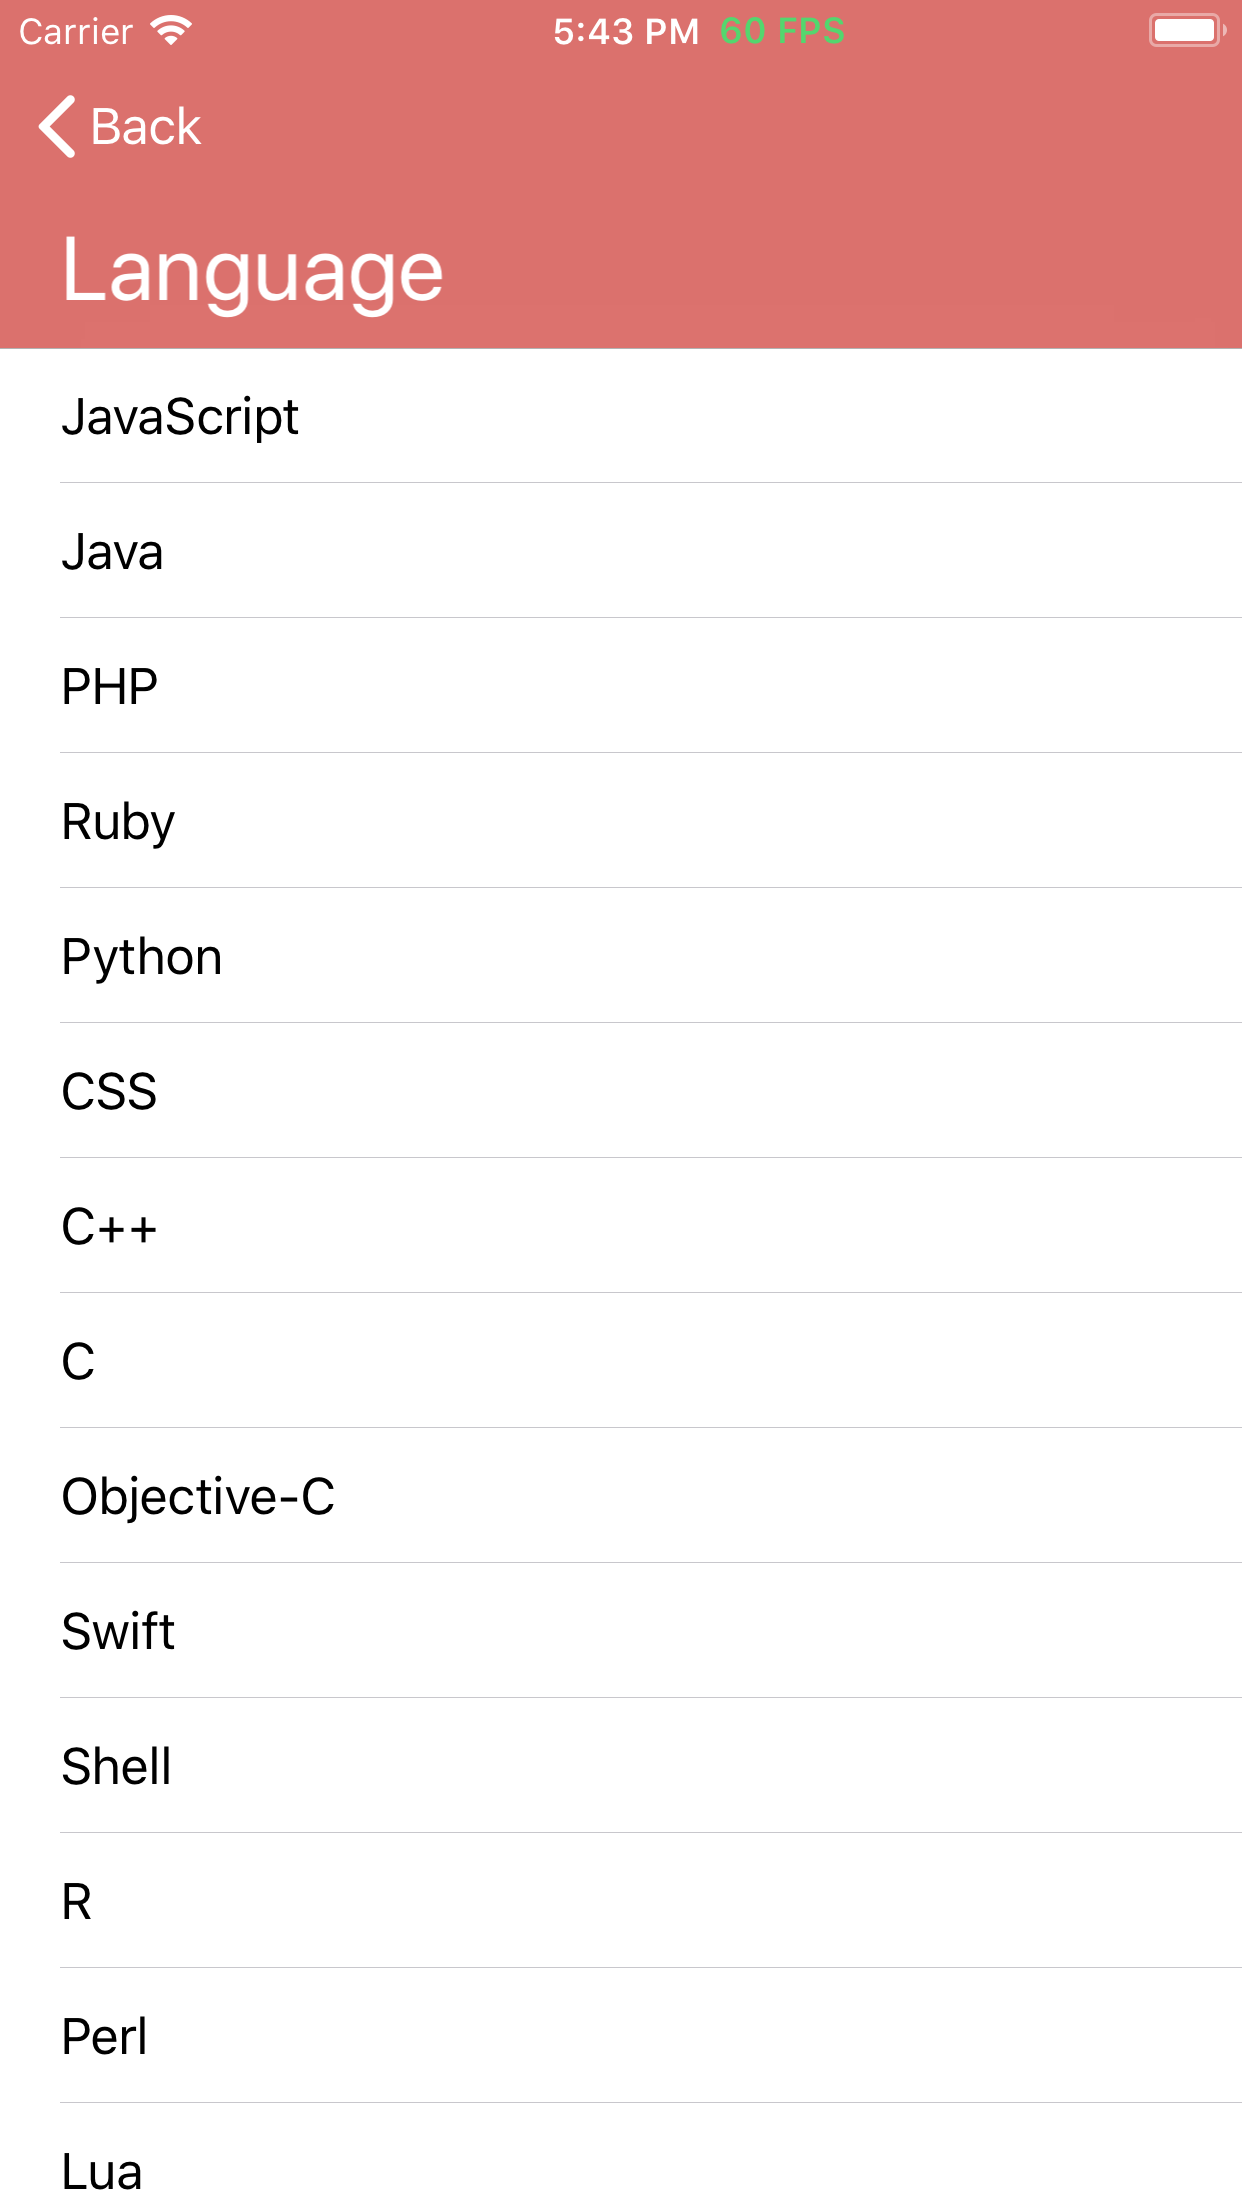 Carrier 5:43 PM 60 FPS
Back
Language
JavaScript
Java
PHP
Ruby
Python
CSS
C++
C
Objective-C
Swift
Shell
R
Perl
Lua